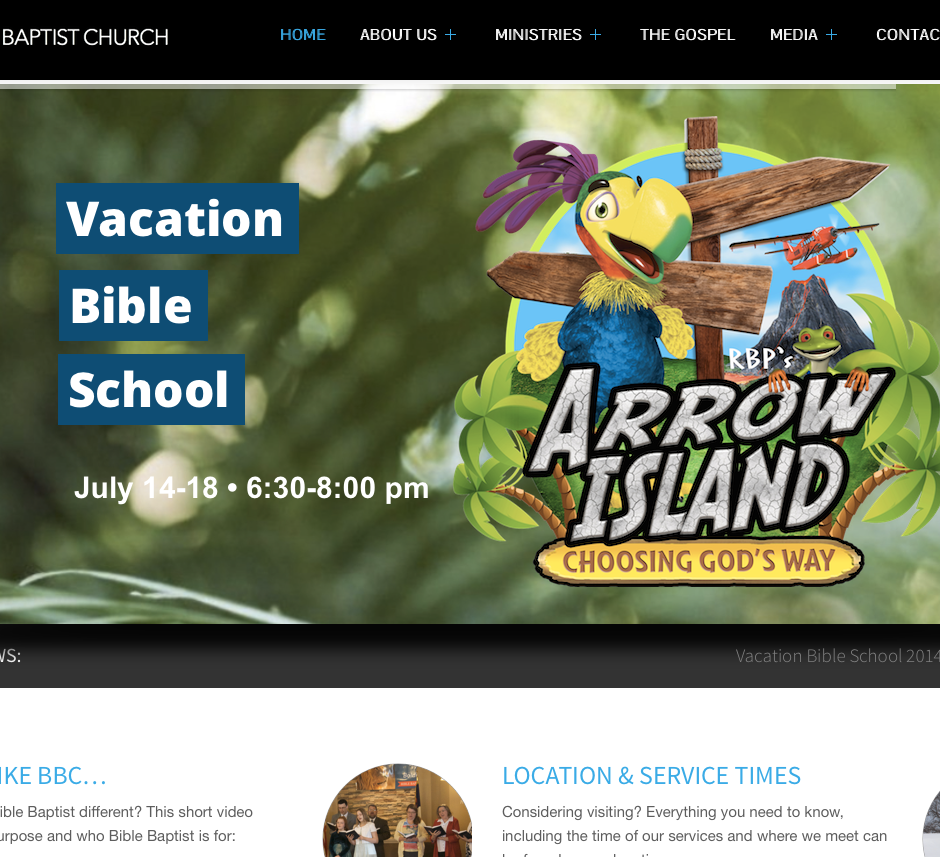 BAPTIST CHURCH
HOME ABOUT US + MINISTRIES + THE GOSPEL MEDIA + CONTAC
Vacation
Bible
School
July 14-18 • 6:30-8:00 pm
RBP's
ARROW
ISLAND
CHOOSING GOD'S WAY
WS: Vacation Bible School 2014
IKE BBC...
ible Baptist different? This short video
urpose and who Bible Baptist is for:
LOCATION & SERVICE TIMES
Considering visiting? Everything you need to know,
including the time of our services and where we meet can